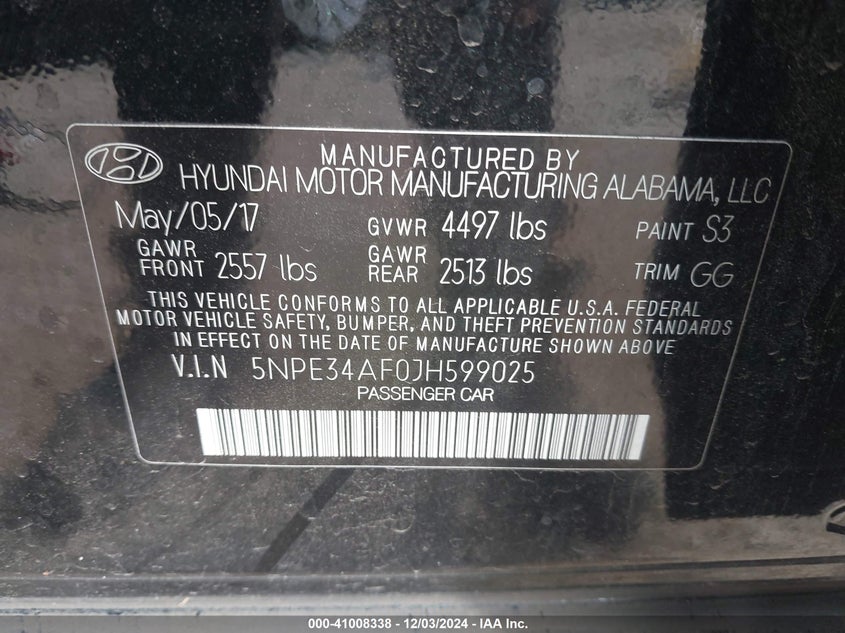 MANUFACTURED BY
HYUNDAI MOTOR MANUFACTURING ALABAMA, LLC
May/05/17 GVWR 4497 lbs PAINT S3
GAWR FRONT 2557 lbs GAWR REAR 2513 lbs TRIM GG
THIS VEHICLE CONFORMS TO ALL APPLICABLE U.S.A. FEDERAL
MOTOR VEHICLE SAFETY, BUMPER, AND THEFT PREVENTION STANDARDS
IN EFFECT ON THE DATE OF MANUFACTURE SHOWN ABOVE.
V.I.N 5NPE34AF0JH599025
PASSENGER CAR
000-41008338 - 12/03/2024 - IAA Inc.